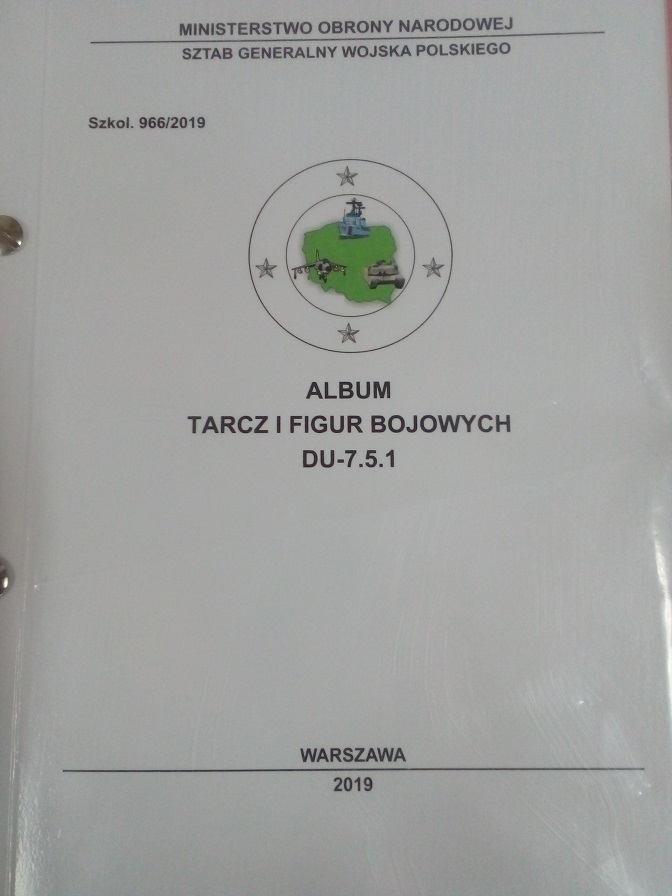 MINISTERSTWO OBRONY NARODOWEJ
SZTAB GENERALNY WOJSKA POLSKIEGO
Szkol. 966/2019
ALBUM
TARCZ I FIGUR BOJOWYCH
DU-7.5.1
WARSZAWA
2019